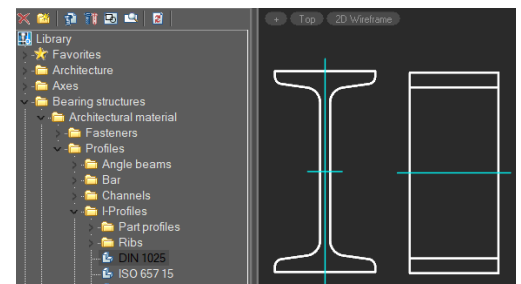 + Top 2D Wireframe
Library
Favorites
Architecture
Axes
Bearing structures
Architectural material
Fasteners
Profiles
Angle beams
Bar
Channels
I-Profiles
Part profiles
Ribs
DIN 1025
ISO 657 15